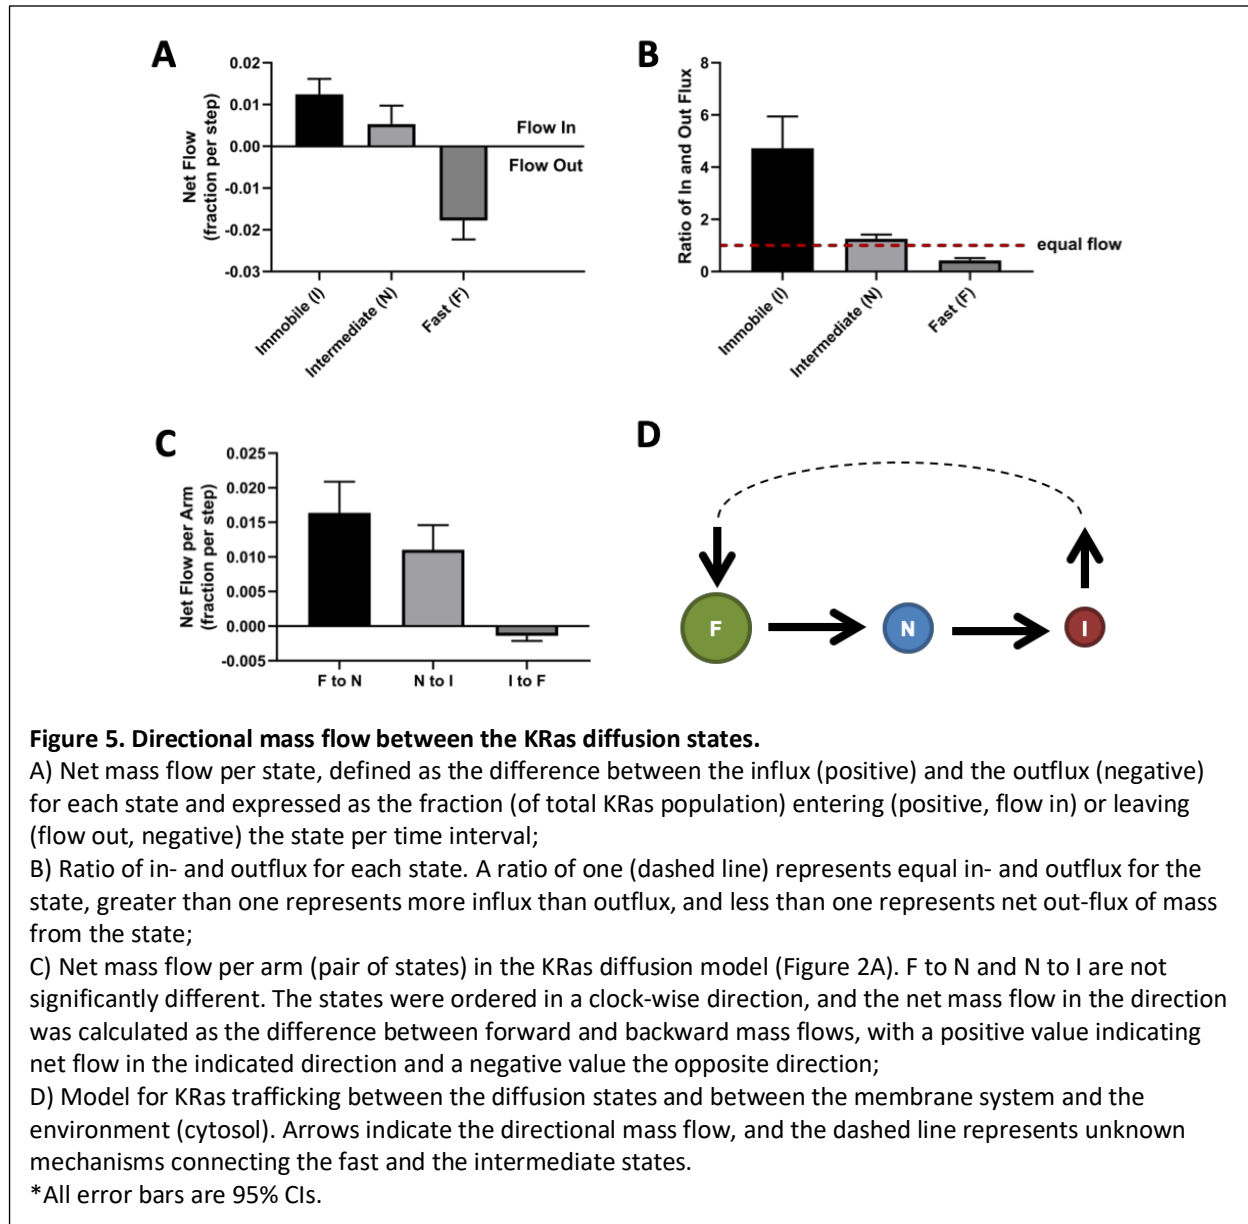 A
0.02
0.01
0.00
-0.01
-0.02
-0.03
Net Flow
(fraction per step)
Flow In
Flow Out
Immobile (I)
Intermediate (N)
Fast (F)
B
8
6
4
2
0
Ratio of In and Out Flux
equal flow
Immobile (I)
Intermediate (N)
Fast (F)
C
0.025
0.020
0.015
0.010
0.005
0.000
-0.005
Net Flow per Arm
(fraction per step)
F to N
N to I
I to F
D
F
N
I
Figure 5. Directional mass flow between the KRas diffusion states.
A) Net mass flow per state, defined as the difference between the influx (positive) and the outflux (negative)
for each state and expressed as the fraction (of total KRas population) entering (positive, flow in) or leaving
(flow out, negative) the state per time interval;
B) Ratio of in- and outflux for each state. A ratio of one (dashed line) represents equal in- and outflux for the
state, greater than one represents more influx than outflux, and less than one represents net out-flux of mass
from the state;
C) Net mass flow per arm (pair of states) in the KRas diffusion model (Figure 2A). F to N and N to I are not
significantly different. The states were ordered in a clock-wise direction, and the net mass flow in the direction
was calculated as the difference between forward and backward mass flows, with a positive value indicating
net flow in the indicated direction and a negative value the opposite direction;
D) Model for KRas trafficking between the diffusion states and between the membrane system and the
environment (cytosol). Arrows indicate the directional mass flow, and the dashed line represents unknown
mechanisms connecting the fast and the intermediate states.
*All error bars are 95% CIs.